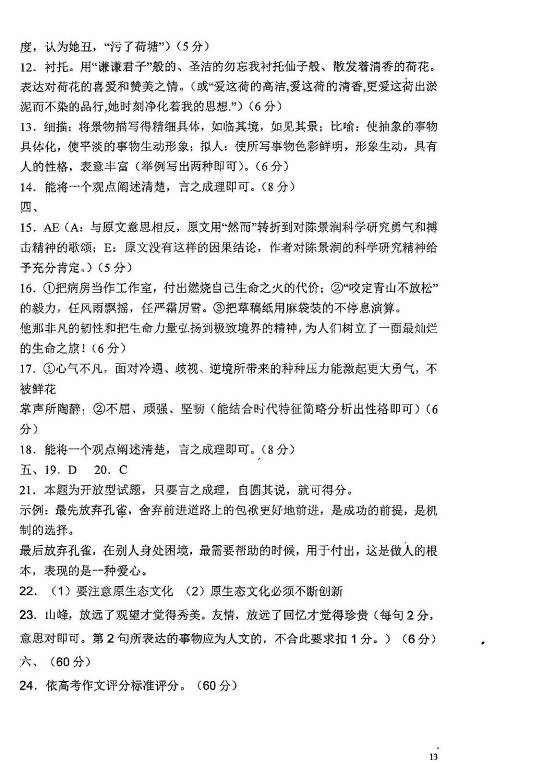 度，认为她丑，“污了荷塘”）（5分）
12．衬托。用“谦谦君子”般的、圣洁的勿忘我衬托仙子般、散发着清香的荷花。
表达对荷花的喜爱和赞美之情。（或“爱这荷的高洁,爱这荷的清香,更爱这荷出淤
泥而不染的品行,她时刻净化着我的思想.”）（6分）
13．细描：将景物描写得精细具体，如临其境，如见其景；比喻：使抽象的事物
具体化，使平淡的事物生动形象；拟人：使所写事物色彩鲜明，形象生动，具有
人的性格，表意丰富（举例写出两种即可）。（6分）
14．能将一个观点阐述清楚，言之成理即可。（8分）
四、
15．AE（A：与原文意思相反，原文用“然而”转折到对陈景润科学研究勇气和搏
击精神的歌颂；E：原文没有这样的因果结论，作者对陈景润的科学研究精神给
予充分肯定。）（5分）
16．①把病房当作工作室，付出燃烧自己生命之火的代价；②“咬定青山不放松”
的毅力，任风雨飘摇，任严霜厉雪。③把草稿纸用麻袋装的不停息演算。
他那非凡的韧性和把生命力量弘扬到极致境界的精神，为人们树立了一面最灿烂
的生命之旗！（6分）
17．①心气不凡，面对冷遇、歧视、逆境所带来的种种压力能激起更大勇气，不
被鲜花
掌声所陶醉；②不屈、顽强、坚韧（能结合时代特征简略分析出性格即可）（6
分）
18．能将一个观点阐述清楚，言之成理即可。（8分）
五、19．D 20．C
21．本题为开放型试题，只要言之成理，自圆其说，就可得分。
示例：最先放弃孔雀，舍弃前进道路上的包袱更好地前进，是成功的前提，是机
制的选择。
最后放弃孔雀，在别人身处困境，最需要帮助的时候，用于付出，这是做人的根
本，表现的是一种爱心。
22．（1）要注意原生态文化 （2）原生态文化必须不断创新
23．山峰，放远了观望才觉得秀美。友情，放远了回忆才觉得珍贵（每句2分，
意思对即可。第2句所表达的事物应为人文的，不合此要求扣1分。）（6分）
六、（60分）
24．依高考作文评分标准评分。（60分）
13